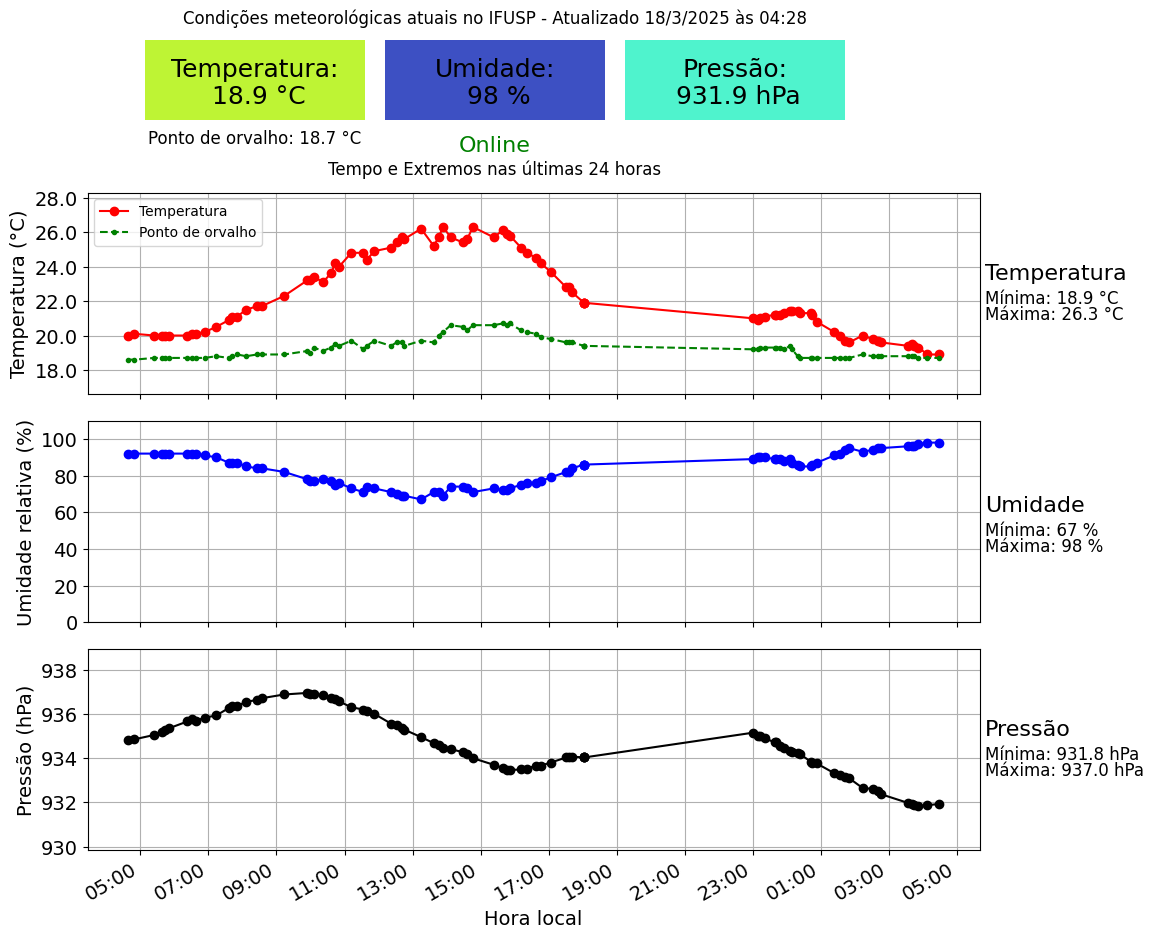 Condições meteorológicas atuais no IFUSP - Atualizado 18/3/2025 às 04:28
Temperatura:
18.9 °C
Umidade:
98 %
Pressão:
931.9 hPa
Ponto de orvalho: 18.7 °C
Online
Tempo e Extremos nas últimas 24 horas
Temperatura (°C)
28.0
26.0
24.0
22.0
20.0
18.0
Temperatura
Ponto de orvalho
Temperatura
Mínima: 18.9 °C
Máxima: 26.3 °C
Umidade relativa (%)
100
80
60
40
20
0
Umidade
Mínima: 67 %
Máxima: 98 %
Pressão (hPa)
938
936
934
932
930
Pressão
Mínima: 931.8 hPa
Máxima: 937.0 hPa
05:00
07:00
09:00
11:00
13:00
15:00
17:00
19:00
21:00
23:00
01:00
03:00
05:00
Hora local